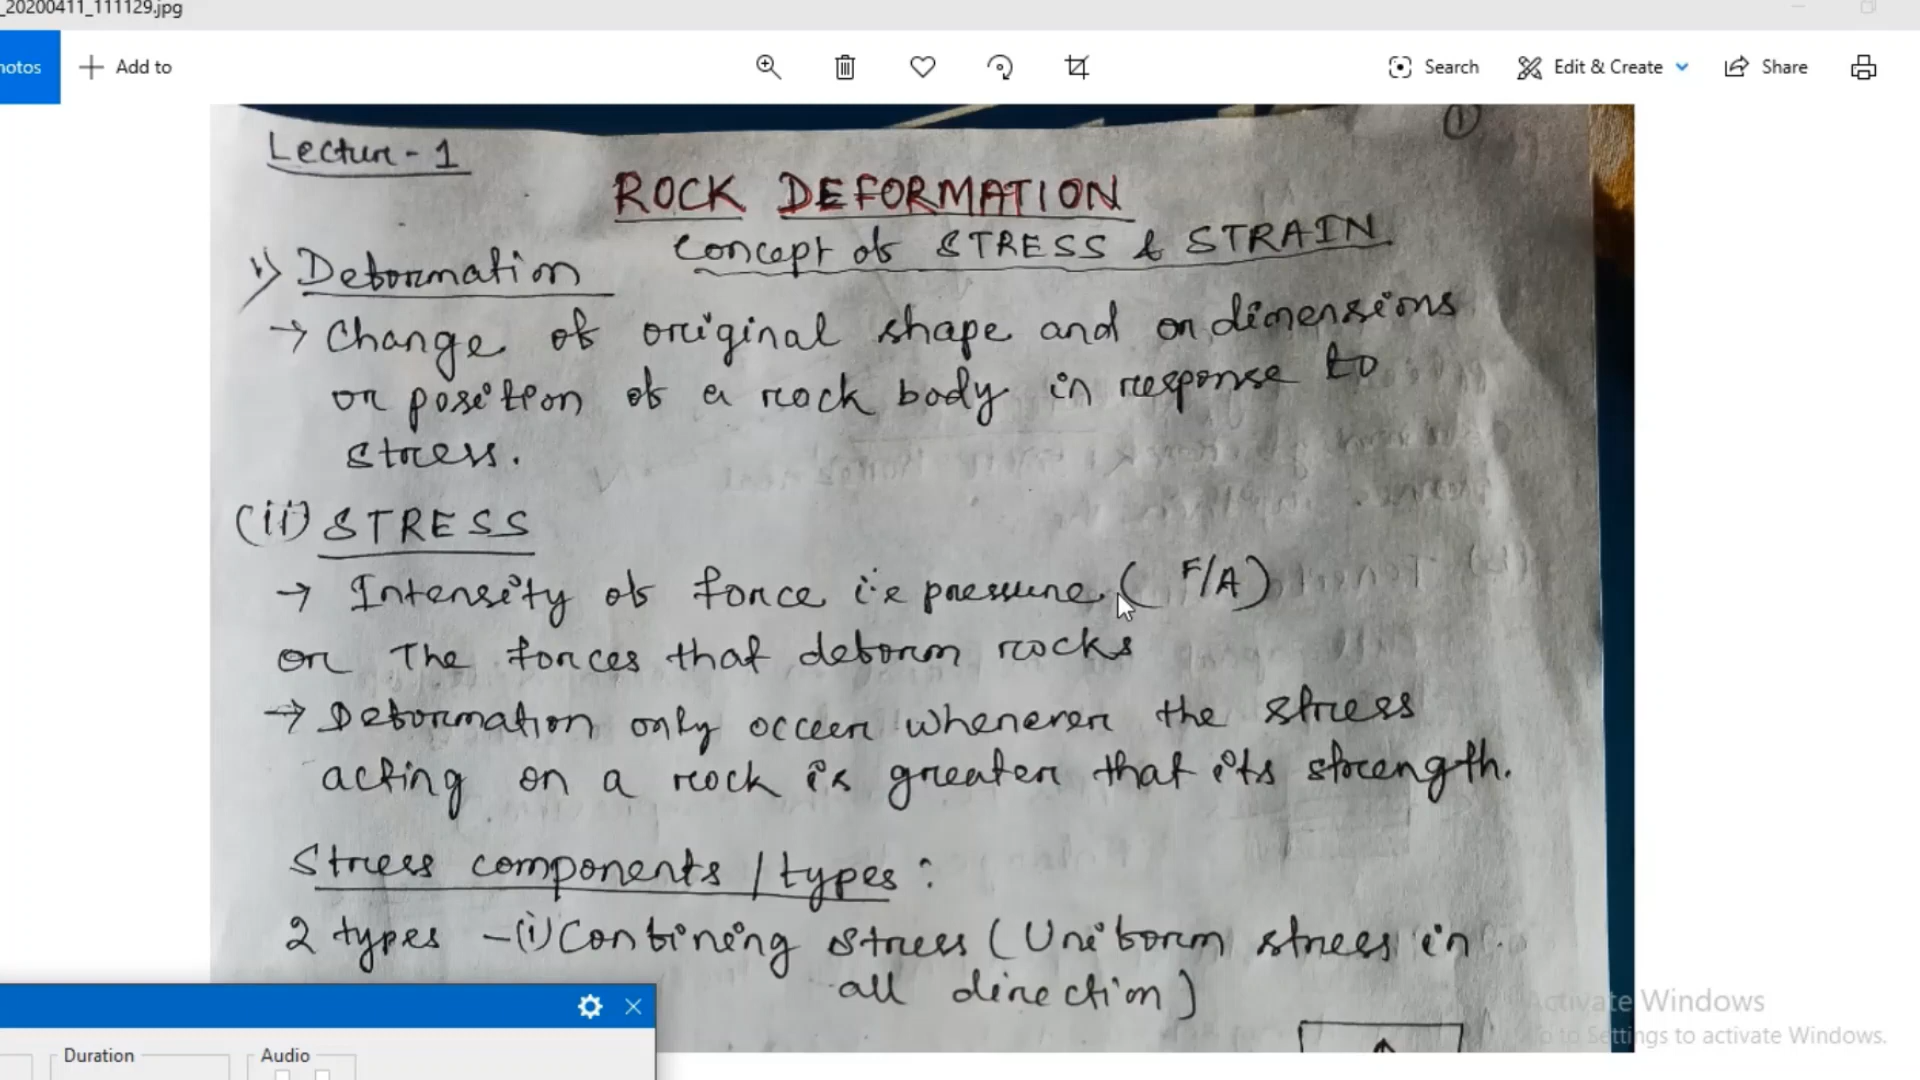 _20200411_111129.jpg
hotos
Add to
Search
Edit & Create
Share
1
Lecture - 1
ROCK DEFORMATION
Concept of STRESS & STRAIN
i) Deformation
→ Change of original shape and or dimensions
or position of a rock body in response to
stress.
(ii) STRESS
→ Intensity of force i.e pressure. ( F/A )
or The forces that deform rocks
→ Deformation only occur whenever the stress
acting on a rock is greater that its strength.
Stress components / types :
2 types - (i) Confining stress ( Uniform stress in
all direction )
Activate Windows
Go to Settings to activate Windows.
Duration
Audio